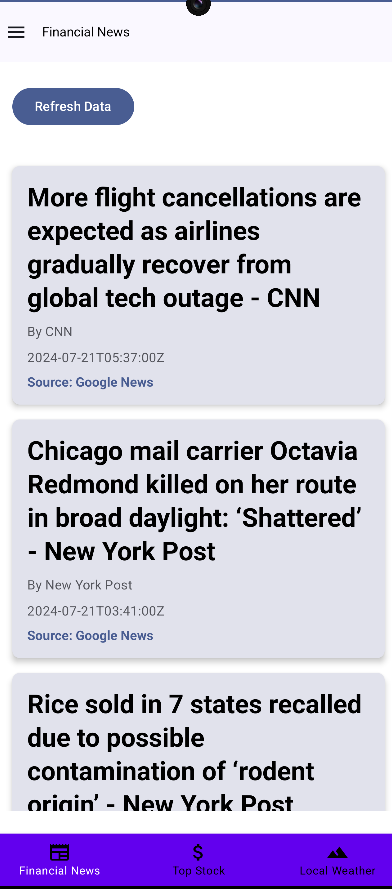 Financial News
Refresh Data
More flight cancellations are
expected as airlines
gradually recover from
global tech outage - CNN
By CNN
2024-07-21T05:37:00Z
Source: Google News
Chicago mail carrier Octavia
Redmond killed on her route
in broad daylight: ‘Shattered’
- New York Post
By New York Post
2024-07-21T03:41:00Z
Source: Google News
Rice sold in 7 states recalled
due to possible
contamination of ‘rodent
origin’ - New York Post
Financial News
Top Stock
Local Weather